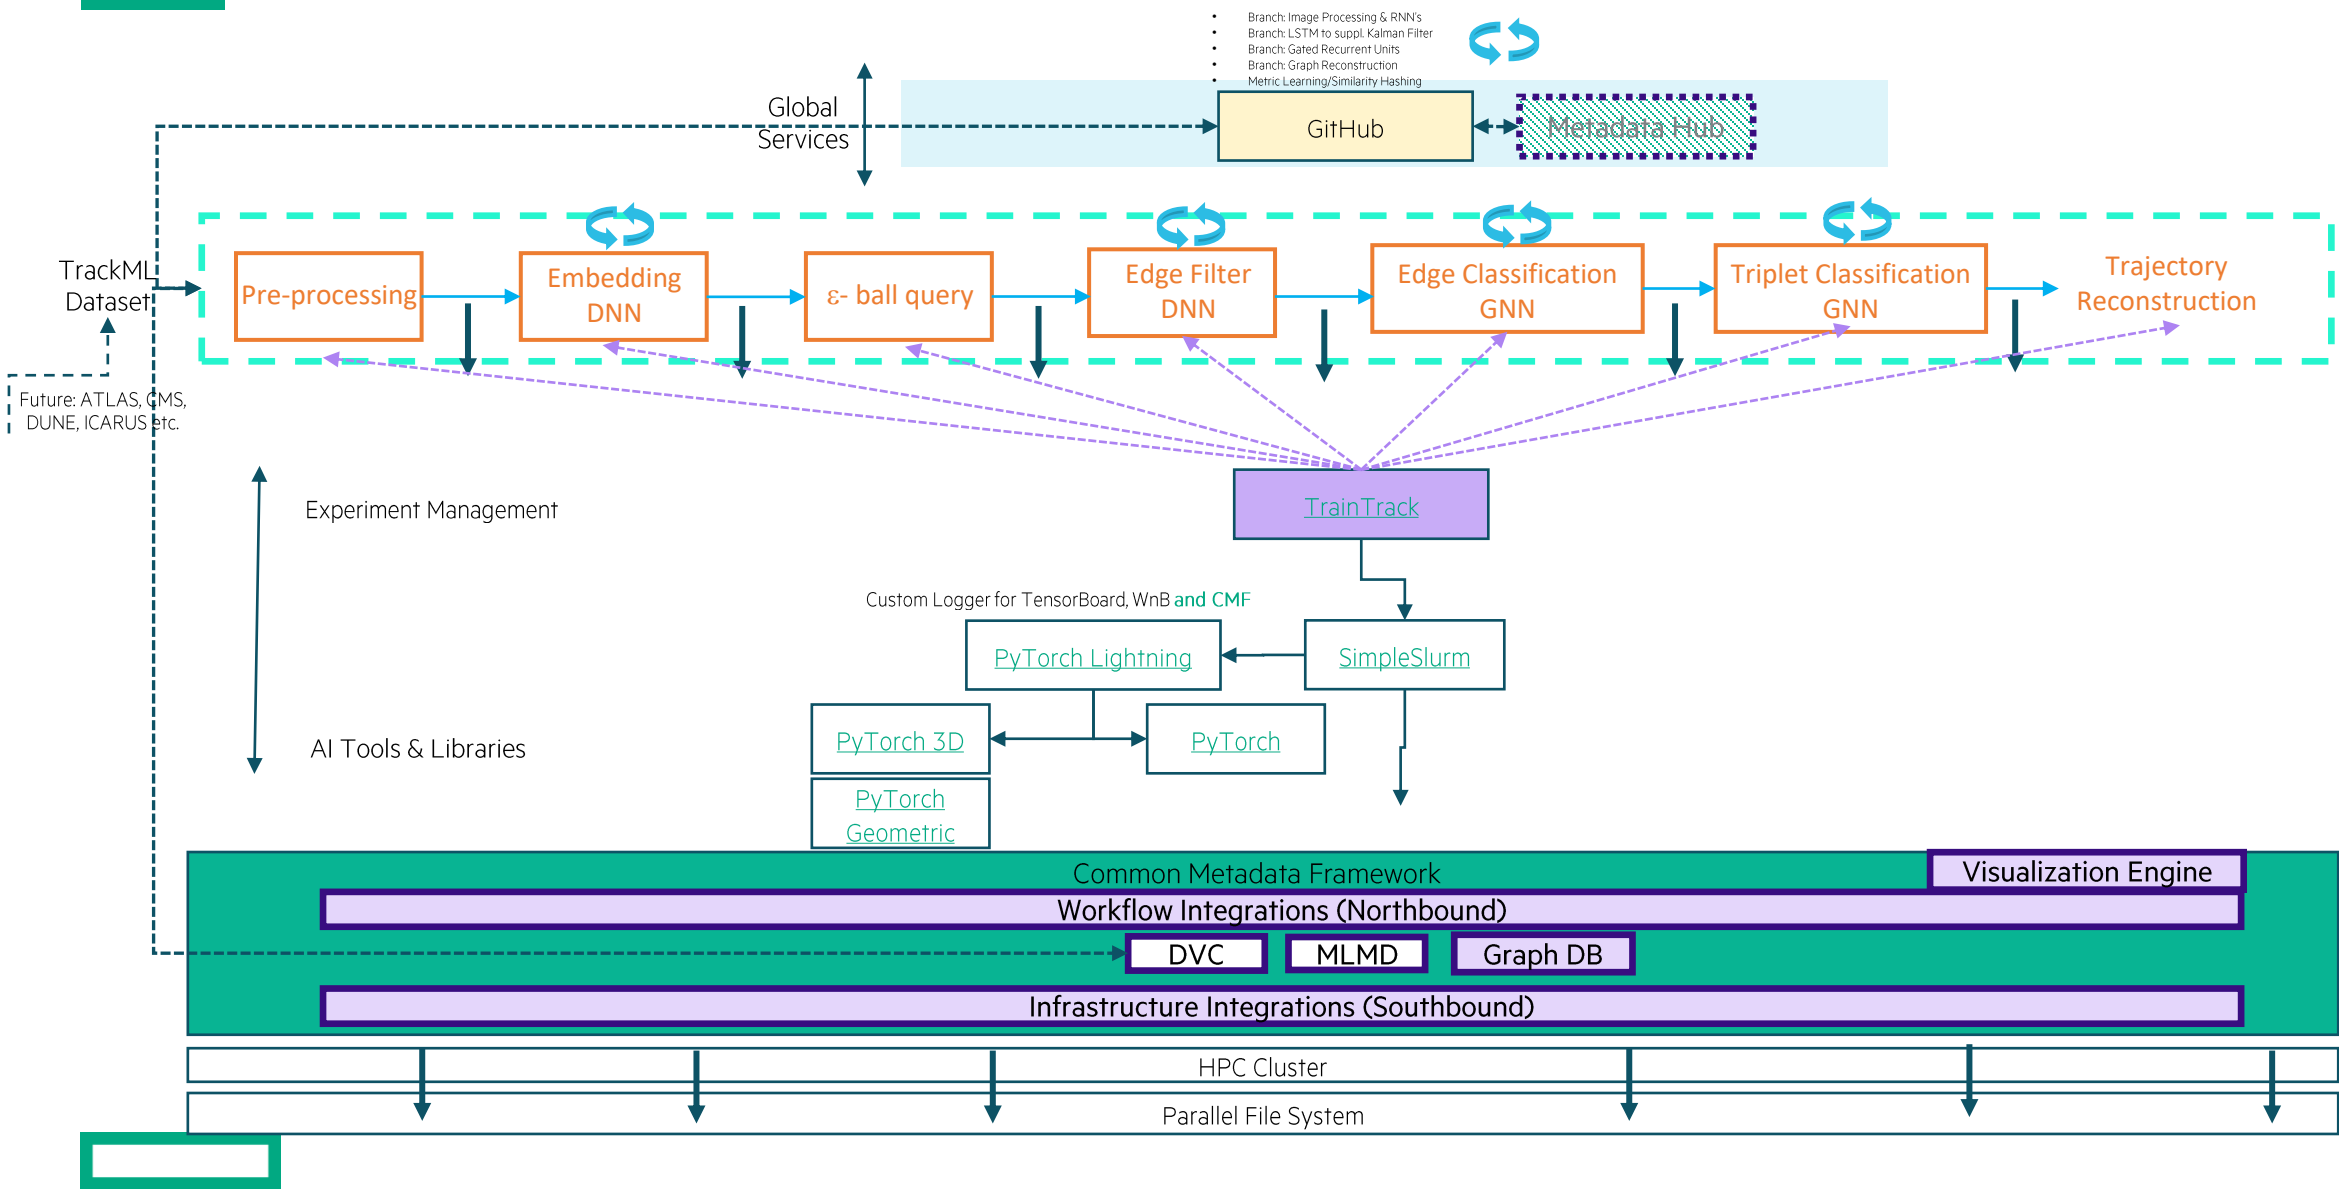 • Branch: Image Processing & RNN's
• Branch: LSTM to suppl. Kalman Filter
• Branch: Gated Recurrent Units
• Branch: Graph Reconstruction
• Metric Learning/Similarity Hashing
Global
Services
GitHub
Metadata Hub
TrackML
Dataset
Pre-processing
Embedding
DNN
ε- ball query
Edge Filter
DNN
Edge Classification
GNN
Triplet Classification
GNN
Trajectory
Reconstruction
Future: ATLAS, CMS,
DUNE, ICARUS etc.
Experiment Management
TrainTrack
Custom Logger for TensorBoard, WnB and CMF
PyTorch Lightning
SimpleSlurm
AI Tools & Libraries
PyTorch 3D
PyTorch
PyTorch
Geometric
Common Metadata Framework
Visualization Engine
Workflow Integrations (Northbound)
DVC
MLMD
Graph DB
Infrastructure Integrations (Southbound)
HPC Cluster
Parallel File System